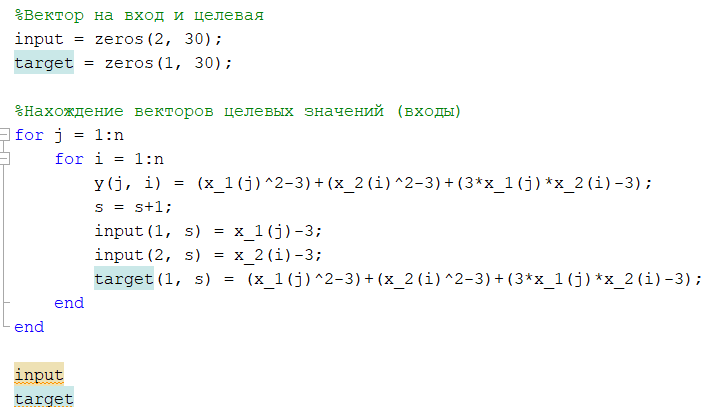 %Вектор на вход и целевая
input = zeros(2, 30);
target = zeros(1, 30);
%Нахождение векторов целевых значений (входы)
for j = 1:n
for i = 1:n
y(j, i) = (x_1(j)^2-3)+(x_2(i)^2-3)+(3*x_1(j)*x_2(i)-3);
s = s+1;
input(1, s) = x_1(j)-3;
input(2, s) = x_2(i)-3;
target(1, s) = (x_1(j)^2-3)+(x_2(i)^2-3)+(3*x_1(j)*x_2(i)-3);
end
end
input
target